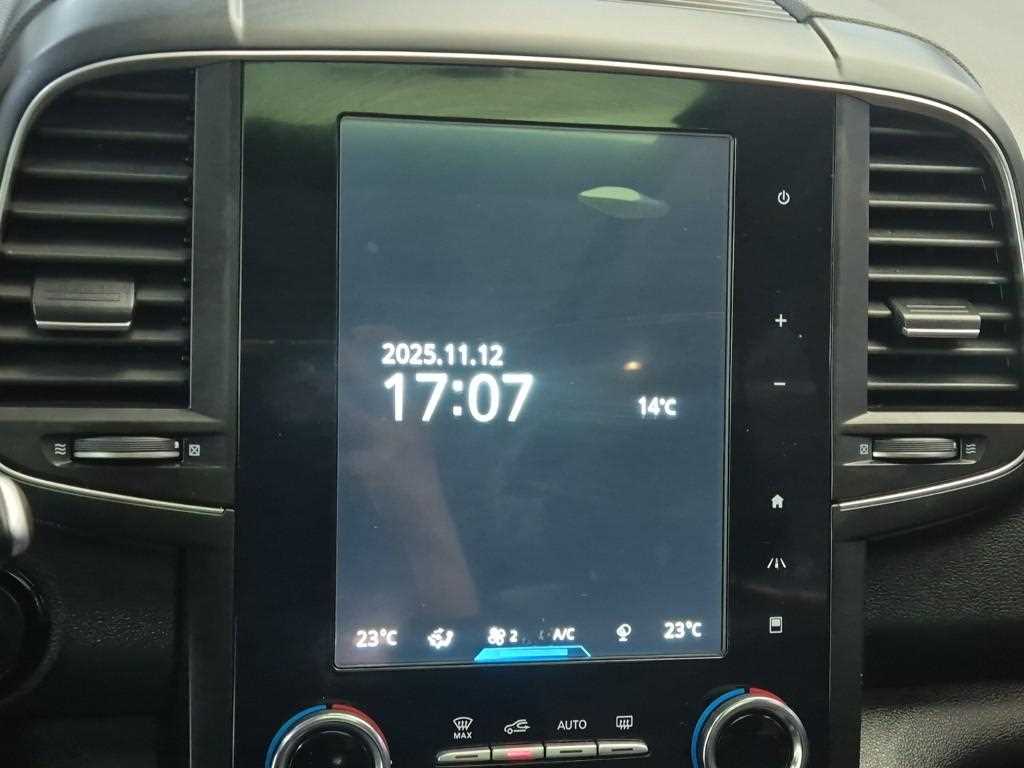 2025.11.12
17:07
14℃
23℃ 2 A/C 23℃
MAX AUTO